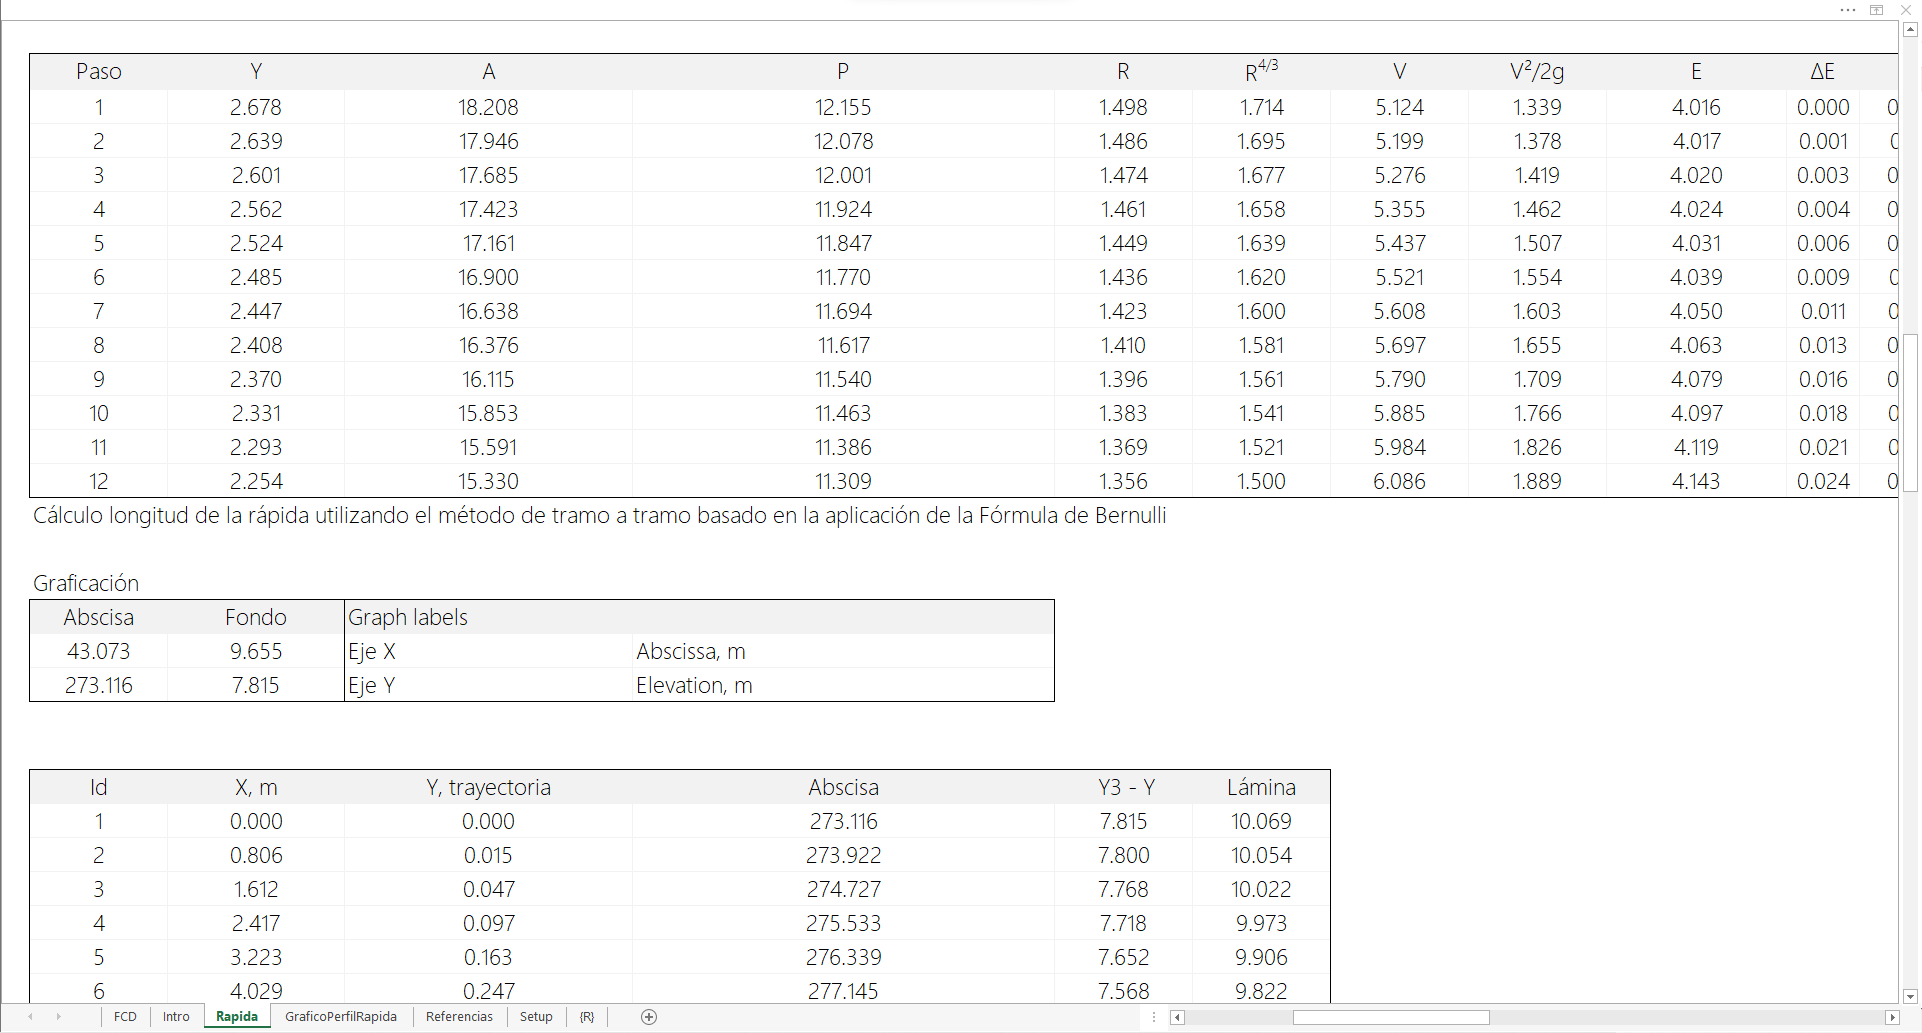 Paso Y A P R R^4/3 V V²/2g E ΔE
1 2.678 18.208 12.155 1.498 1.714 5.124 1.339 4.016 0.000 0
2 2.639 17.946 12.078 1.486 1.695 5.199 1.378 4.017 0.001 0
3 2.601 17.685 12.001 1.474 1.677 5.276 1.419 4.020 0.003 0
4 2.562 17.423 11.924 1.461 1.658 5.355 1.462 4.024 0.004 0
5 2.524 17.161 11.847 1.449 1.639 5.437 1.507 4.031 0.006 0
6 2.485 16.900 11.770 1.436 1.620 5.521 1.554 4.039 0.009 0
7 2.447 16.638 11.694 1.423 1.600 5.608 1.603 4.050 0.011 0
8 2.408 16.376 11.617 1.410 1.581 5.697 1.655 4.063 0.013 0
9 2.370 16.115 11.540 1.396 1.561 5.790 1.709 4.079 0.016 0
10 2.331 15.853 11.463 1.383 1.541 5.885 1.766 4.097 0.018 0
11 2.293 15.591 11.386 1.369 1.521 5.984 1.826 4.119 0.021 0
12 2.254 15.330 11.309 1.356 1.500 6.086 1.889 4.143 0.024 0
Cálculo longitud de la rápida utilizando el método de tramo a tramo basado en la aplicación de la Fórmula de Bernulli
Graficación
Abscisa Fondo Graph labels
43.073 9.655 Eje X Abscissa, m
273.116 7.815 Eje Y Elevation, m
Id X, m Y, trayectoria Abscisa Y3 - Y Lámina
1 0.000 0.000 273.116 7.815 10.069
2 0.806 0.015 273.922 7.800 10.054
3 1.612 0.047 274.727 7.768 10.022
4 2.417 0.097 275.533 7.718 9.973
5 3.223 0.163 276.339 7.652 9.906
6 4.029 0.247 277.145 7.568 9.822
FCD Intro Rapida GraficoPerfilRapida Referencias Setup {R}